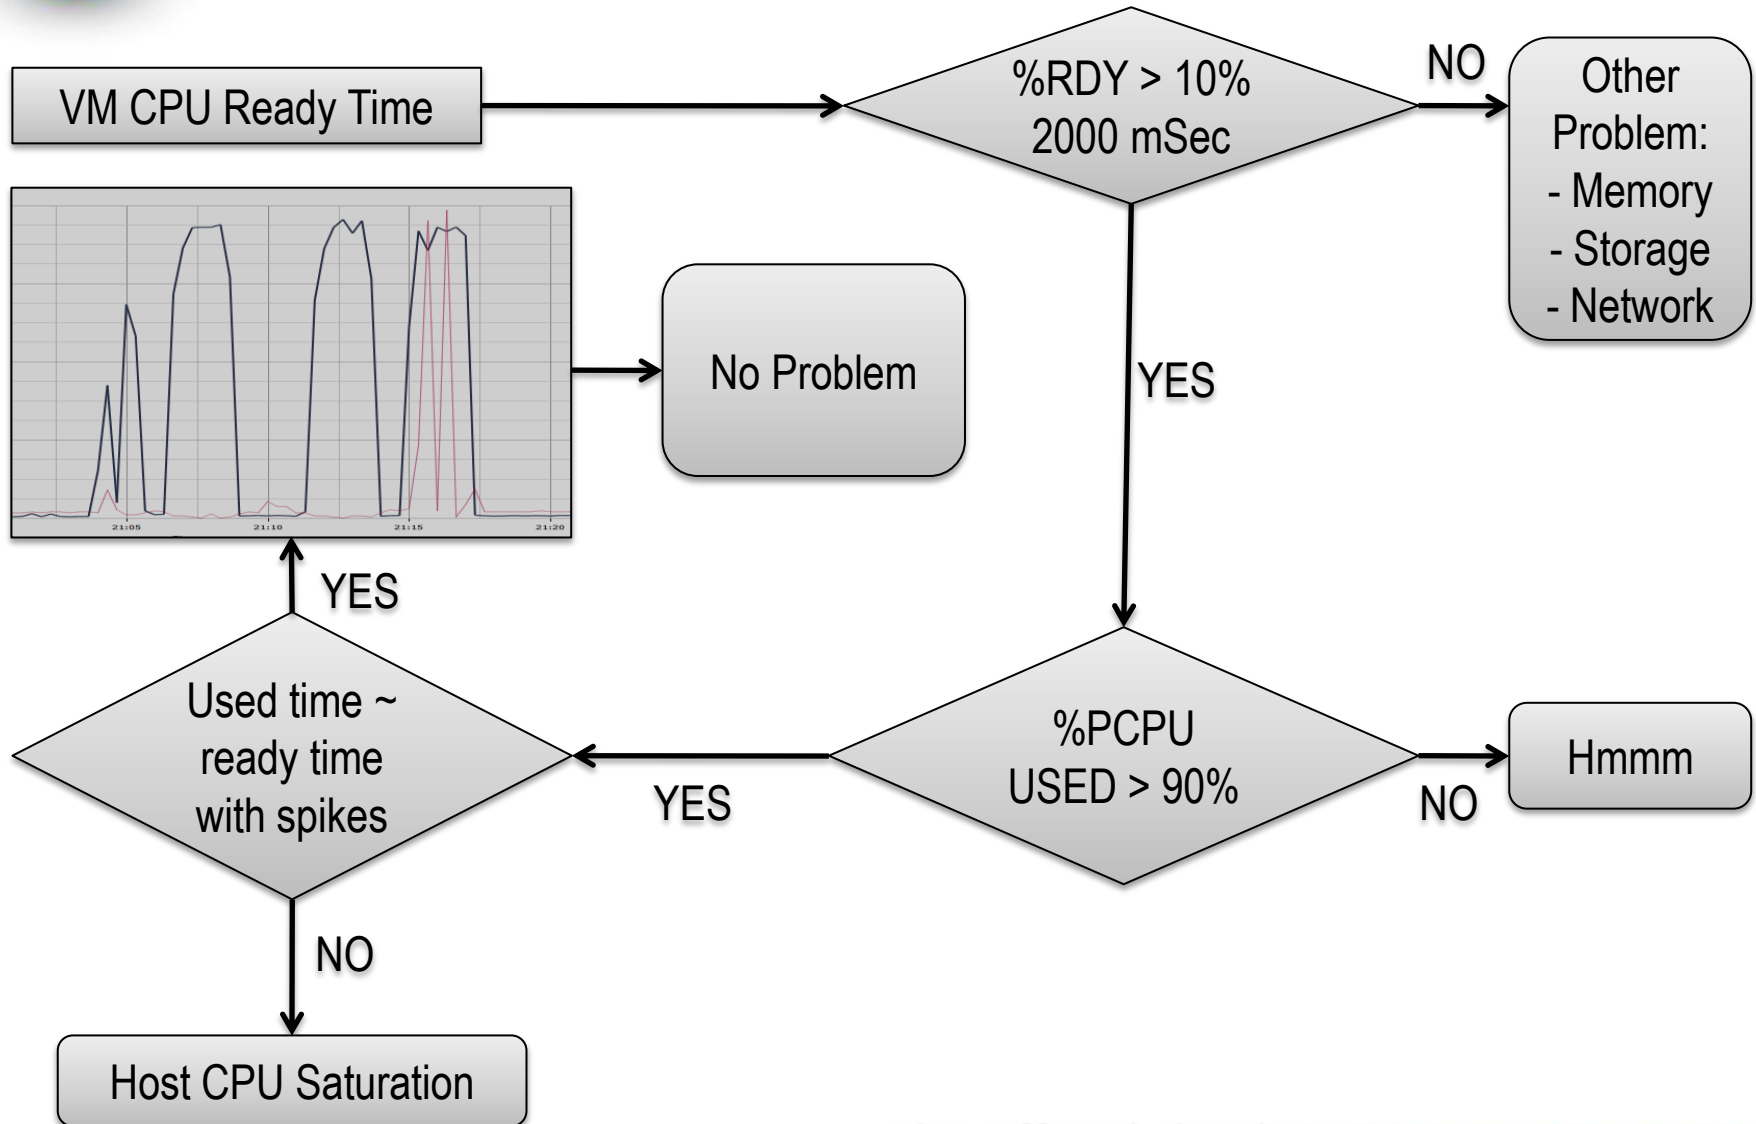 VM CPU Ready Time
%RDY > 10%
2000 mSec
NO
Other
Problem:
- Memory
- Storage
- Network
21:05
21:10
21:15
21:20
No Problem
YES
YES
Used time ~
ready time
with spikes
YES
%PCPU
USED > 90%
NO
Hmmm
NO
Host CPU Saturation